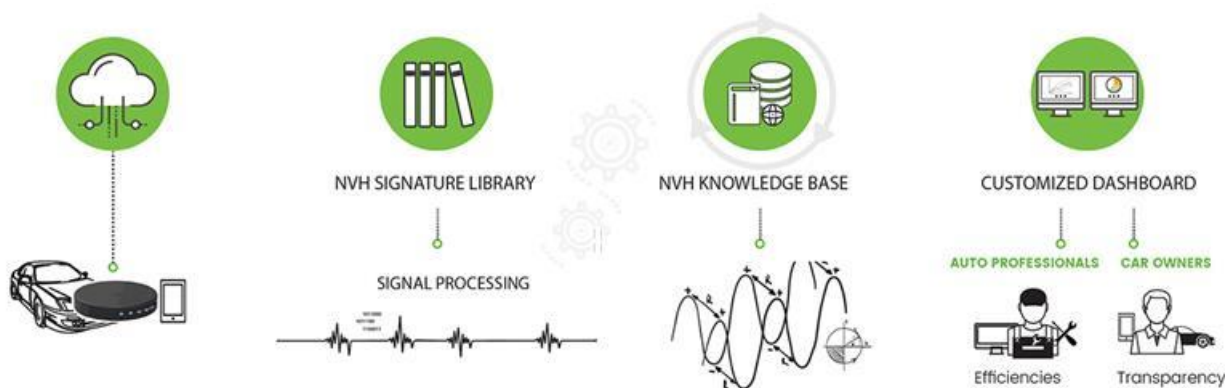 NVH SIGNATURE LIBRARY
NVH KNOWLEDGE BASE
CUSTOMIZED DASHBOARD
SIGNAL PROCESSING
AUTO PROFESSIONALS
CAR OWNERS
Efficiencies
Transparency